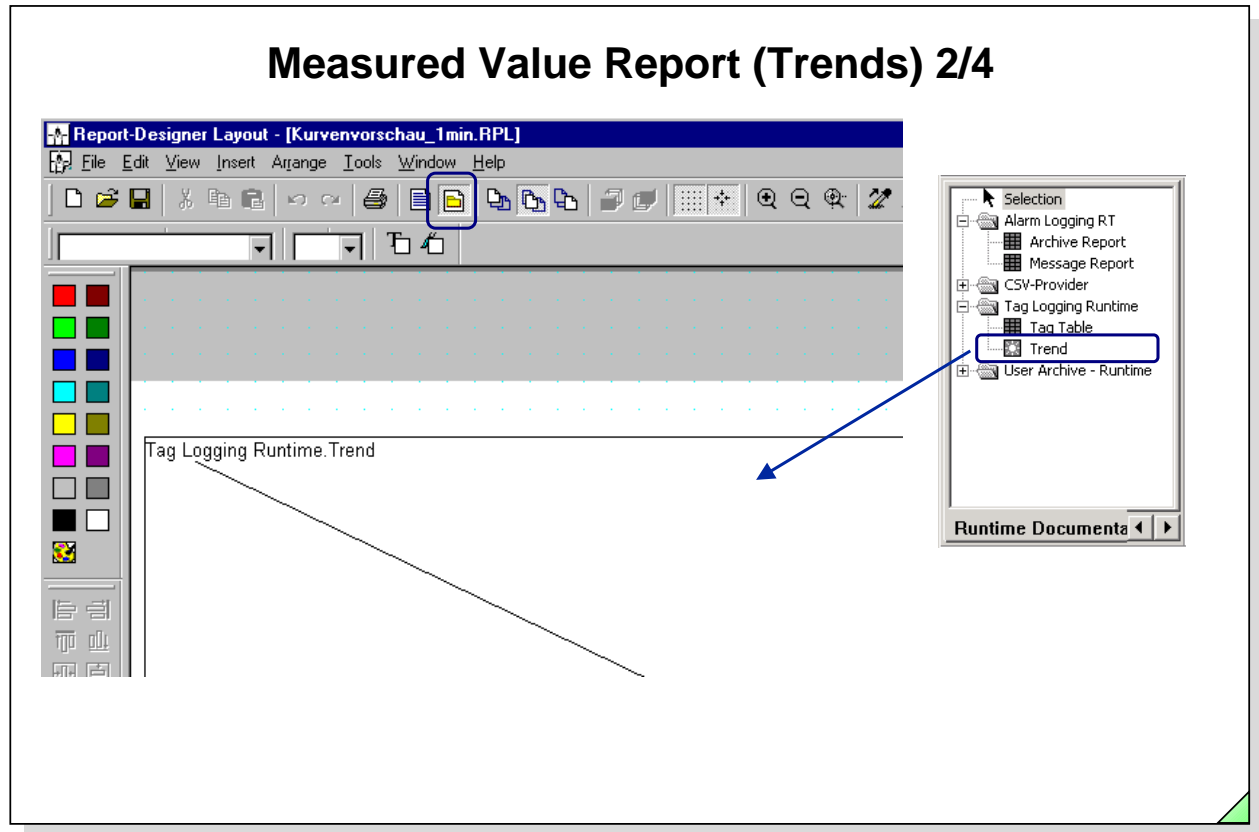 Measured Value Report (Trends) 2/4
Report-Designer Layout - [Kurvenvorschau_1min.RPL]
File Edit View Insert Arrange Tools Window Help
Tag Logging Runtime.Trend
Selection
Alarm Logging RT
Archive Report
Message Report
CSV-Provider
Tag Logging Runtime
Tag Table
Trend
User Archive - Runtime
Runtime Documenta